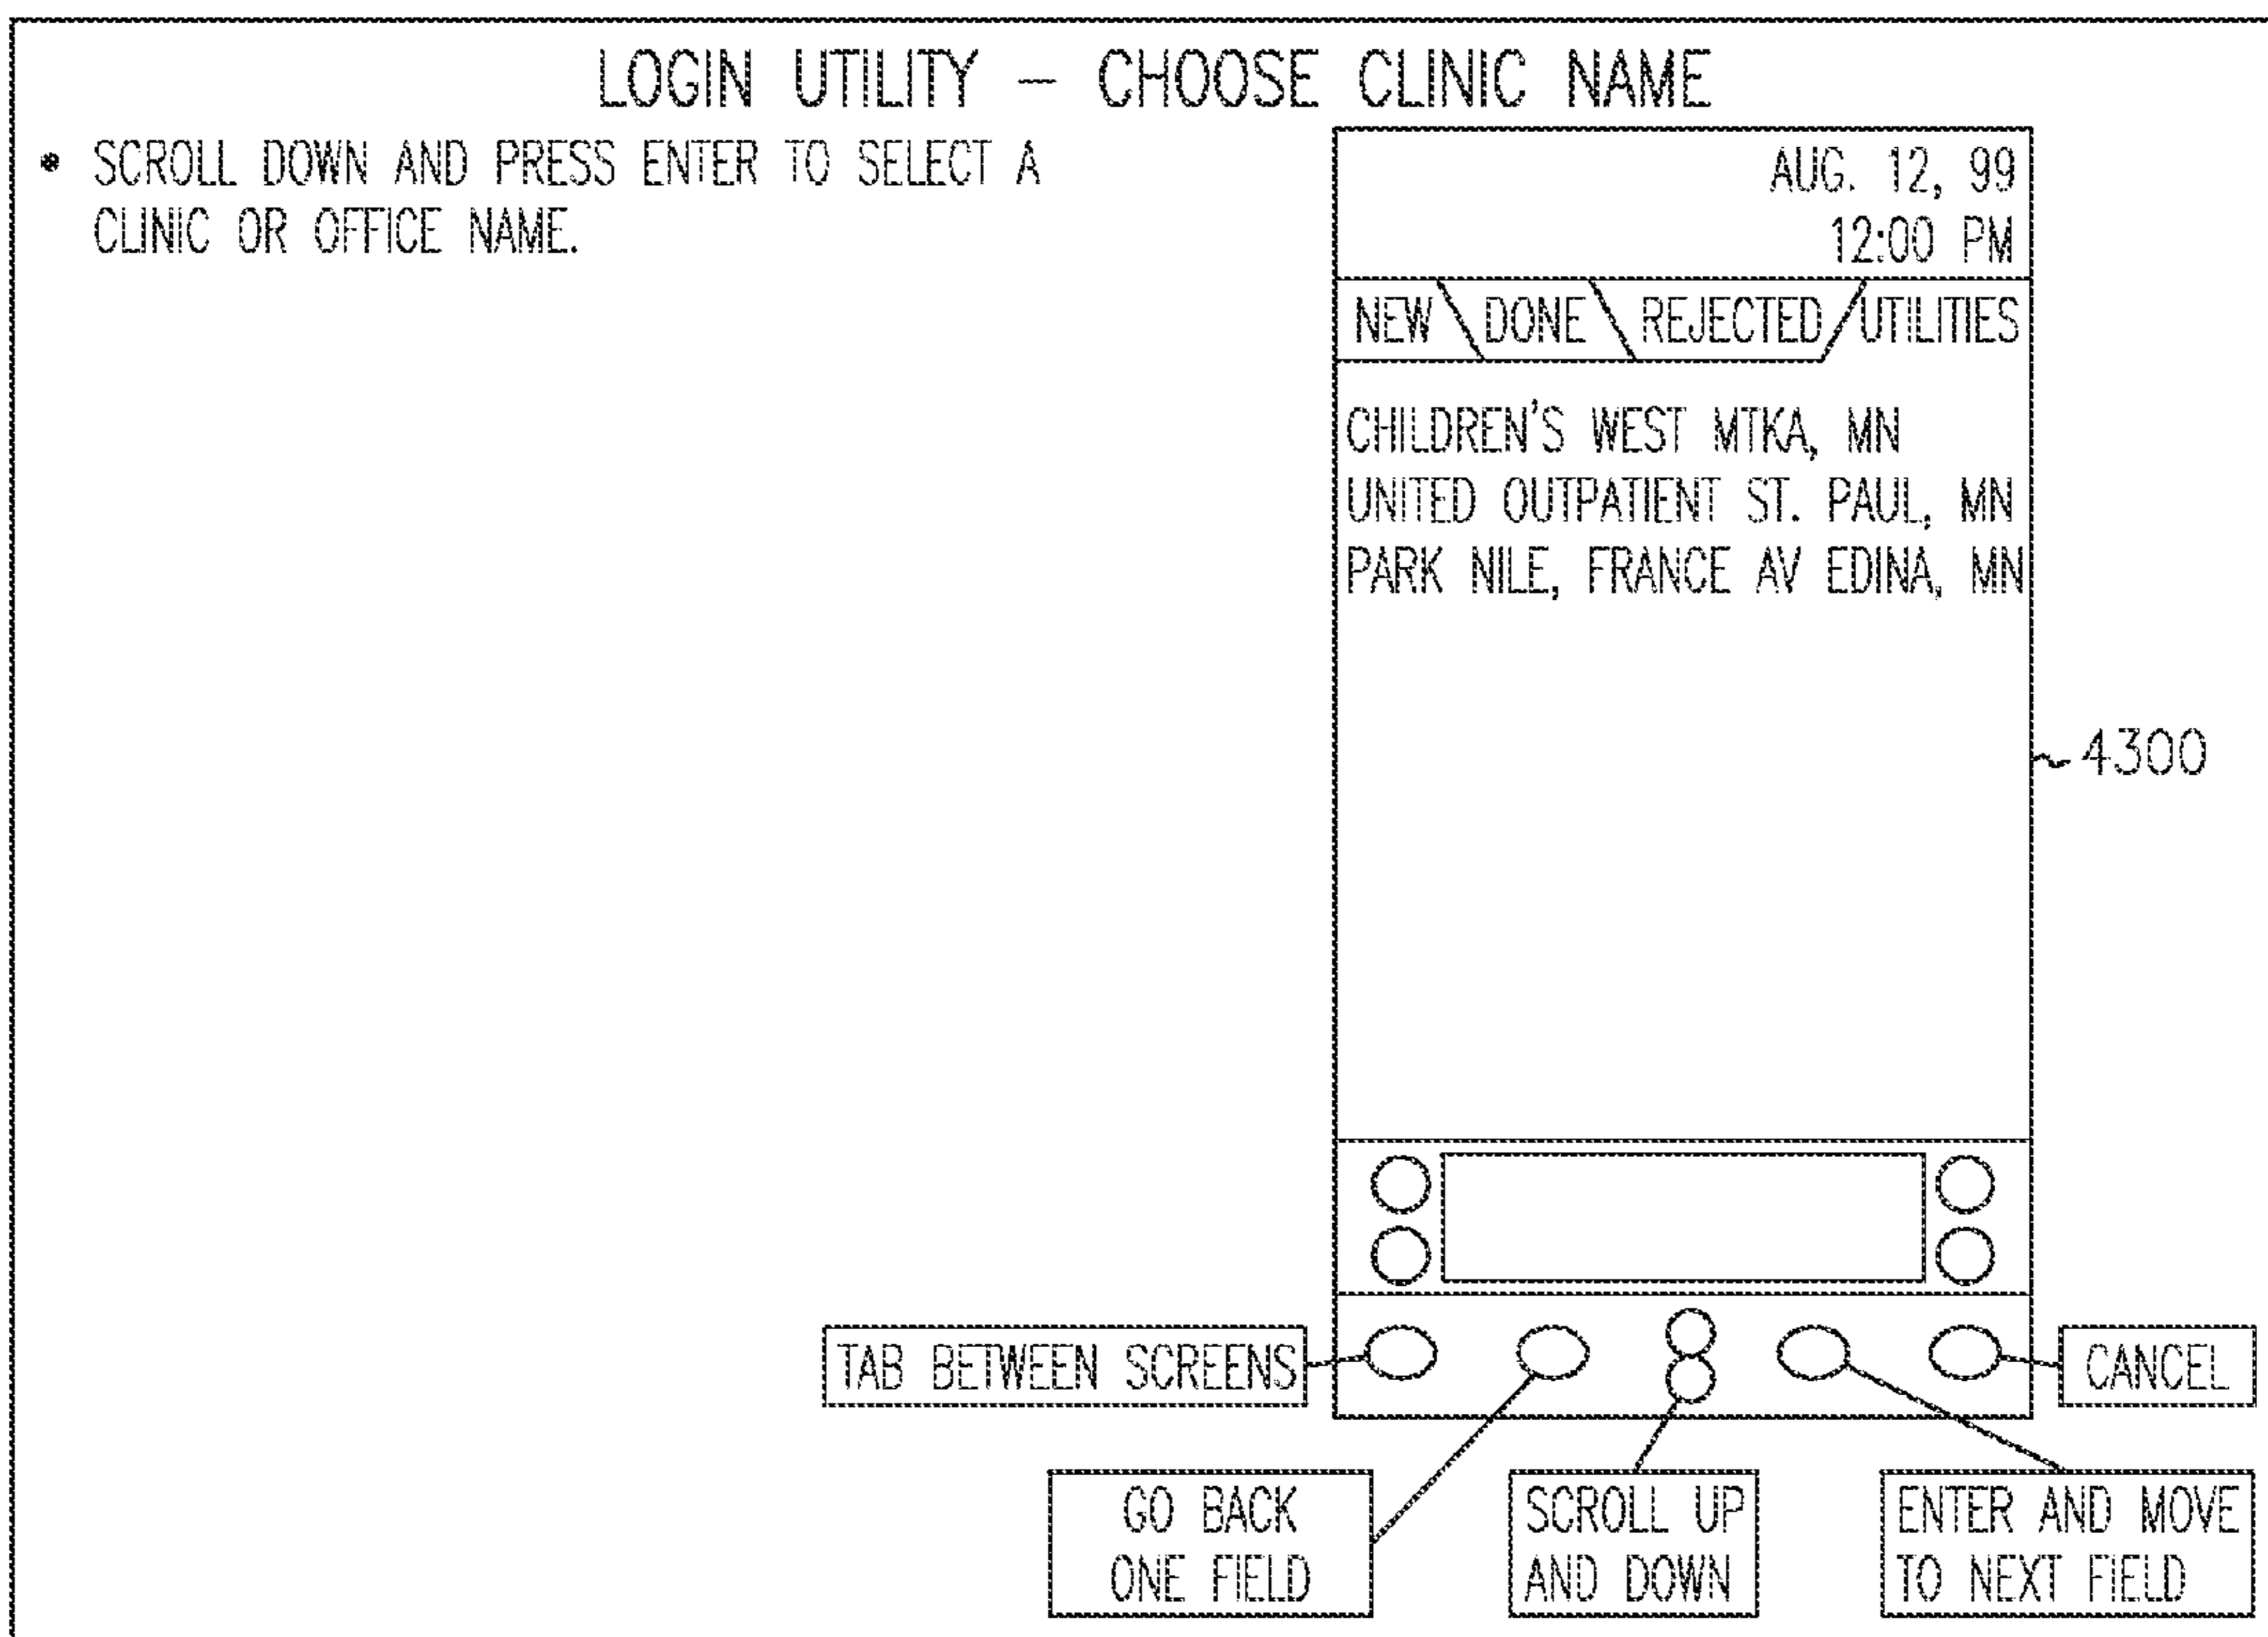 LOGIN UTILITY – CHOOSE CLINIC NAME
• SCROLL DOWN AND PRESS ENTER TO SELECT A
CLINIC OR OFFICE NAME.
AUG. 12, 99
12:00 PM
NEW DONE REJECTED UTILITIES
CHILDREN'S WEST MTKA, MN
UNITED OUTPATIENT ST. PAUL, MN
PARK NILE, FRANCE AV EDINA, MN
4300
TAB BETWEEN SCREENS
CANCEL
GO BACK
ONE FIELD
SCROLL UP
AND DOWN
ENTER AND MOVE
TO NEXT FIELD